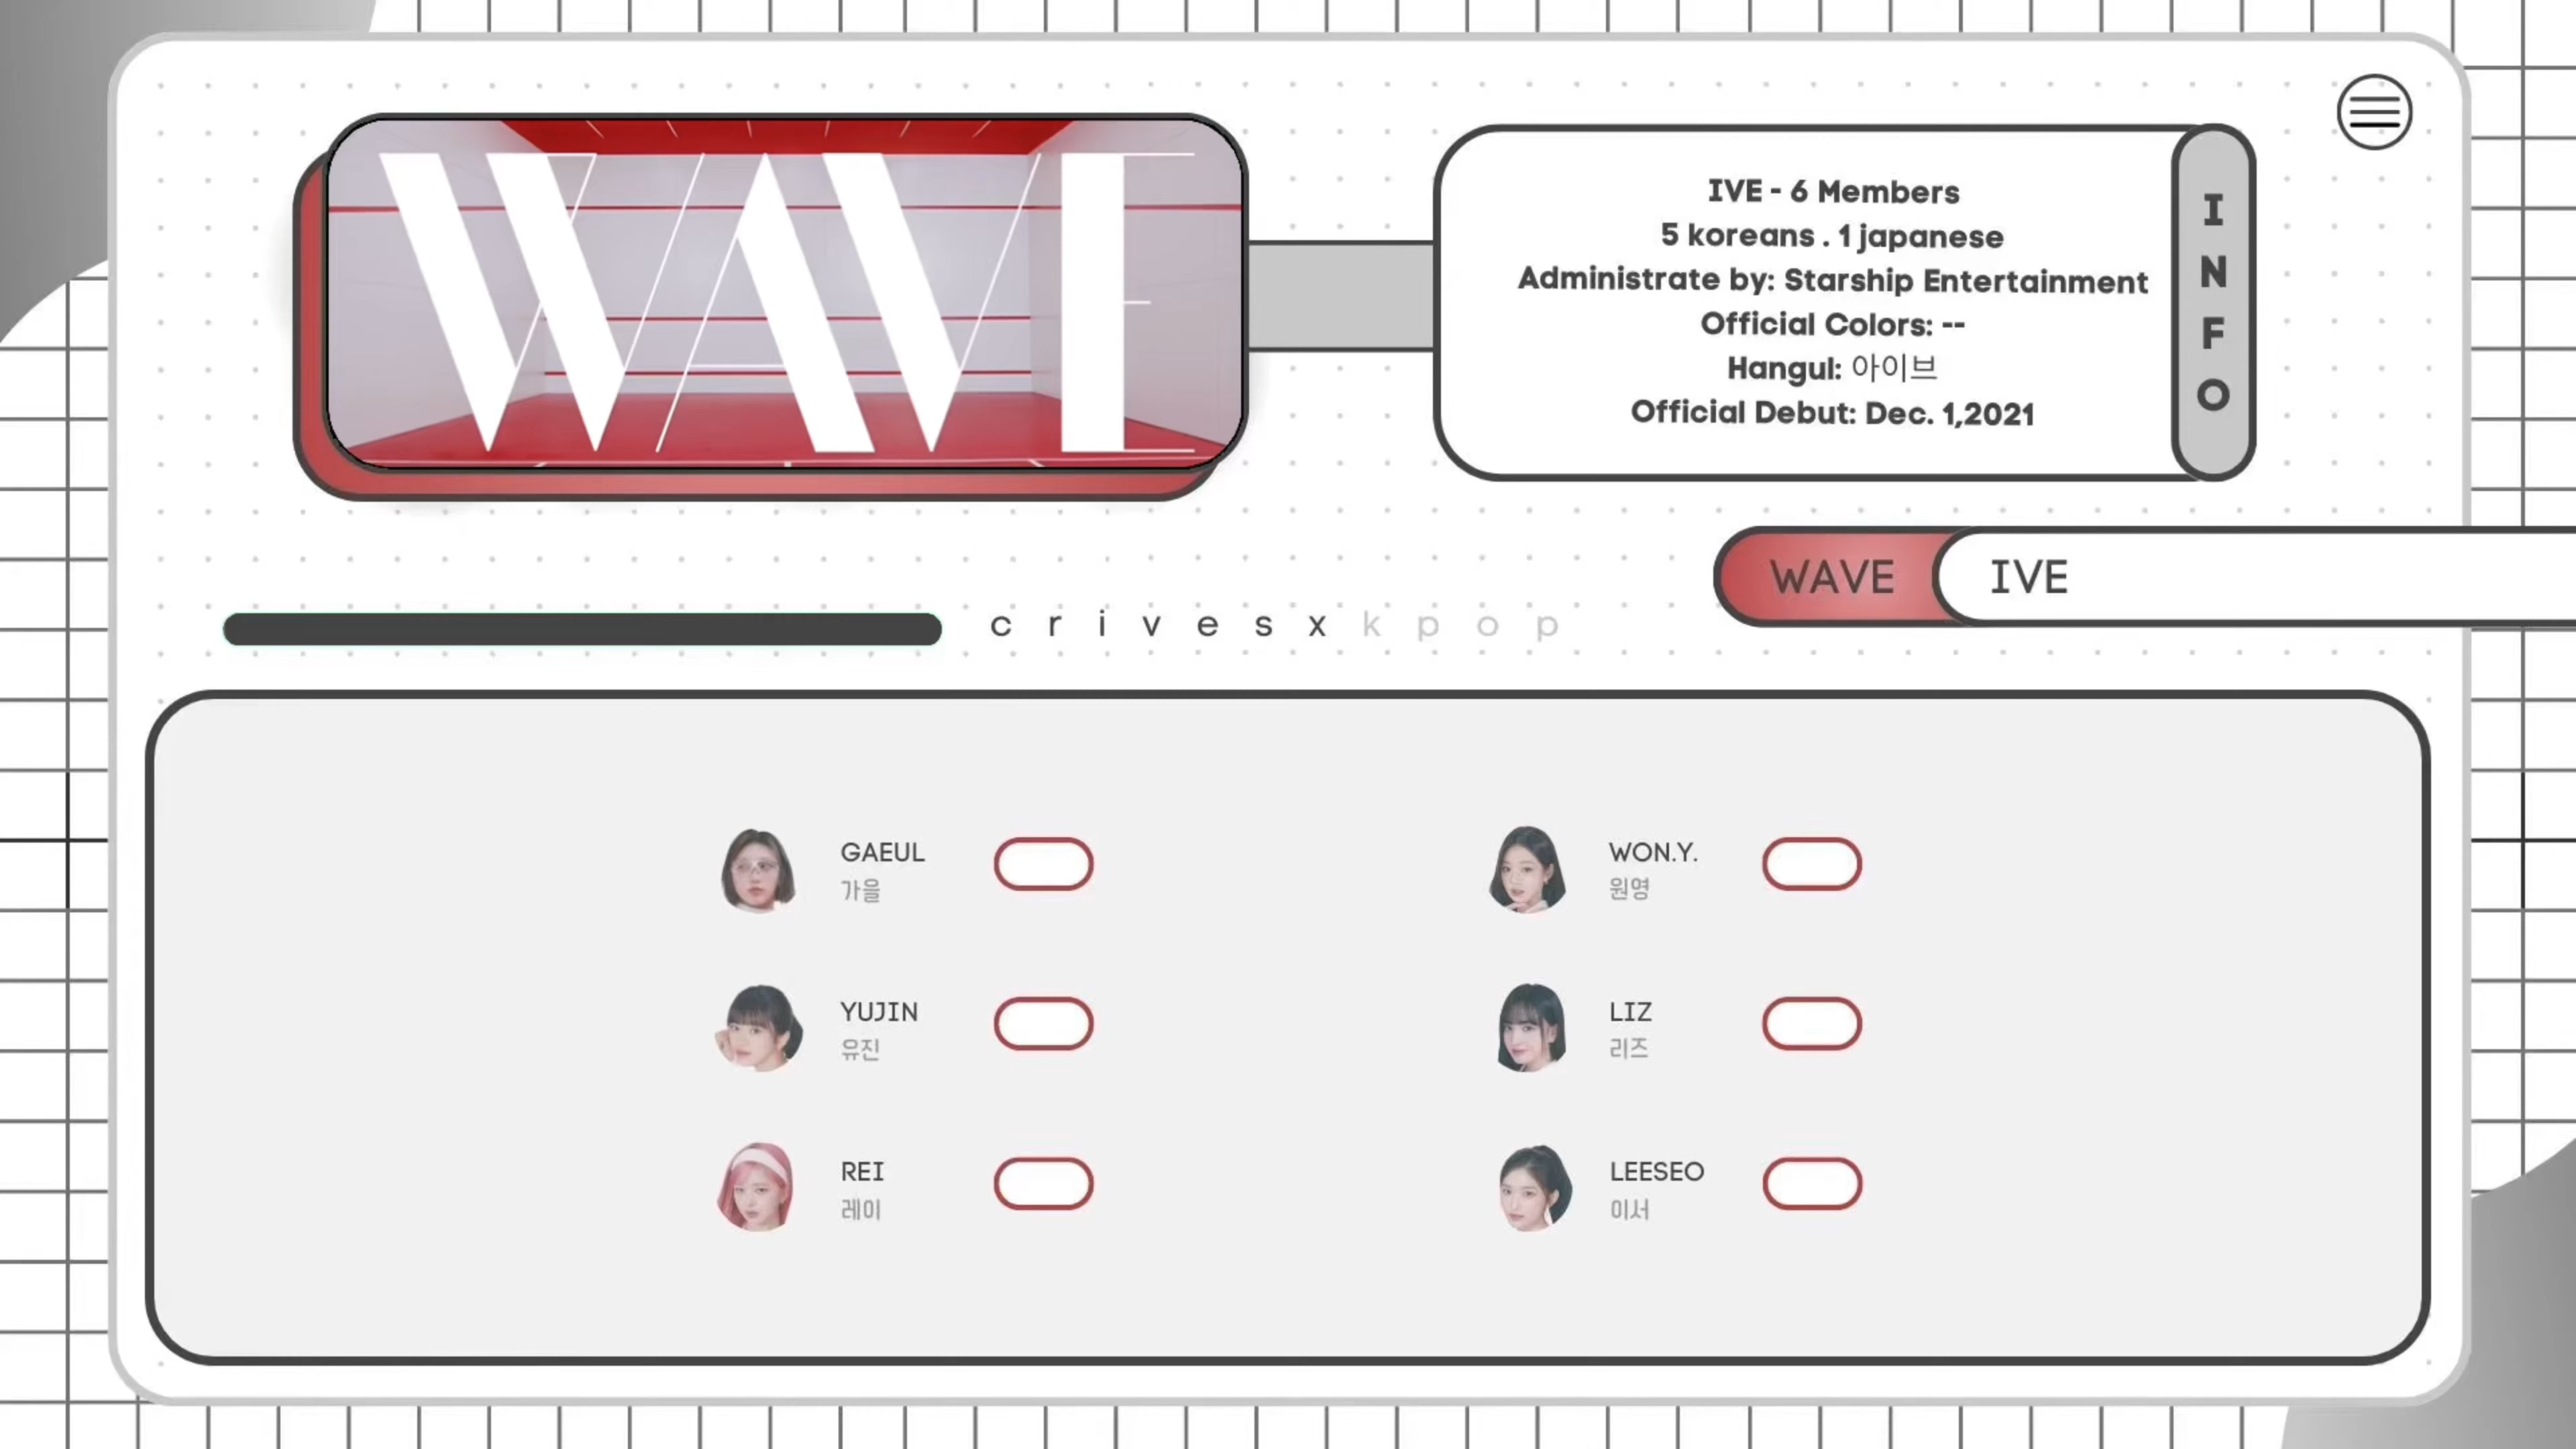 WAVE
IVE - 6 Members
5 koreans . 1 japanese
Administrate by: Starship Entertainment
Official Colors: --
Hangul: 아이브
Official Debut: Dec. 1,2021
INFO
WAVE IVE
crivesxkpop
GAEUL
가을
WON.Y.
원영
YUJIN
유진
LIZ
리즈
REI
레이
LEESEO
이서